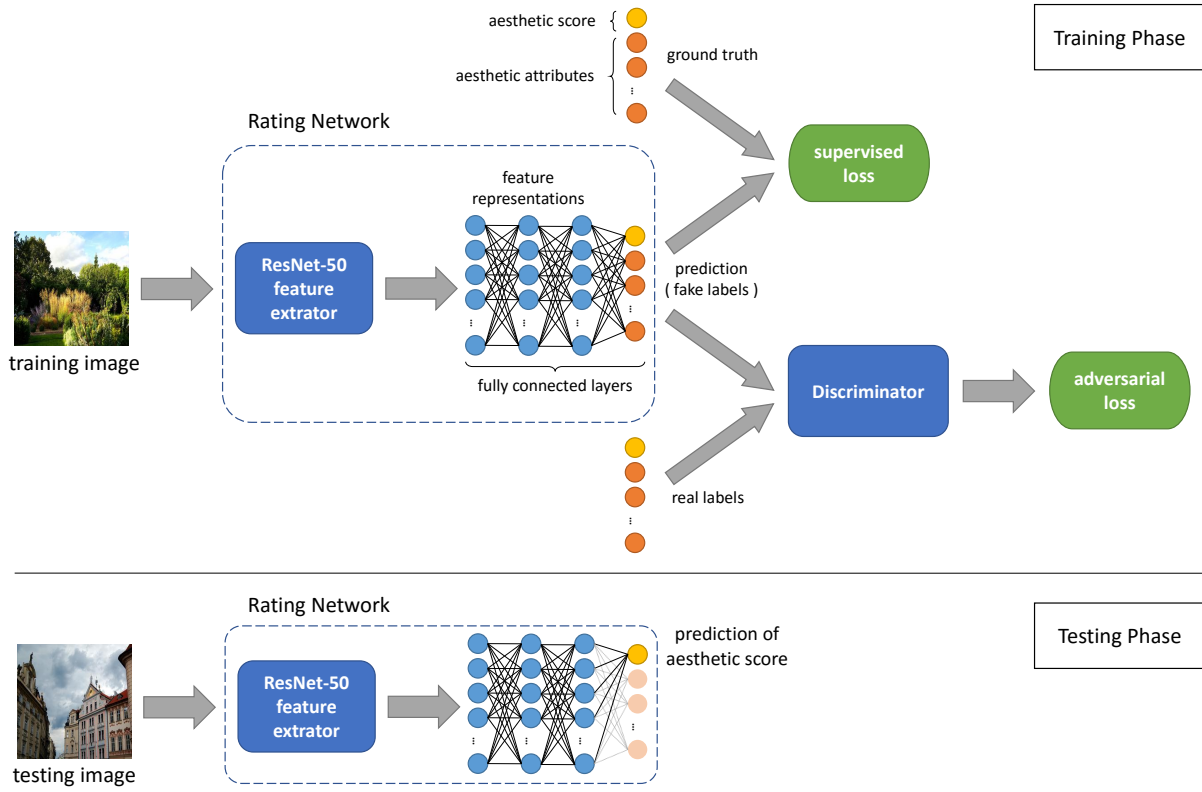 aesthetic score
aesthetic attributes
...
ground truth
Training Phase
Rating Network
supervised
loss
feature
representations
ResNet-50
feature
extrator
prediction
( fake labels )
...
...
...
...
training image
fully connected layers
Discriminator
adversarial
loss
real labels
...
Rating Network
Testing Phase
prediction of
aesthetic score
ResNet-50
feature
extrator
...
...
...
...
testing image